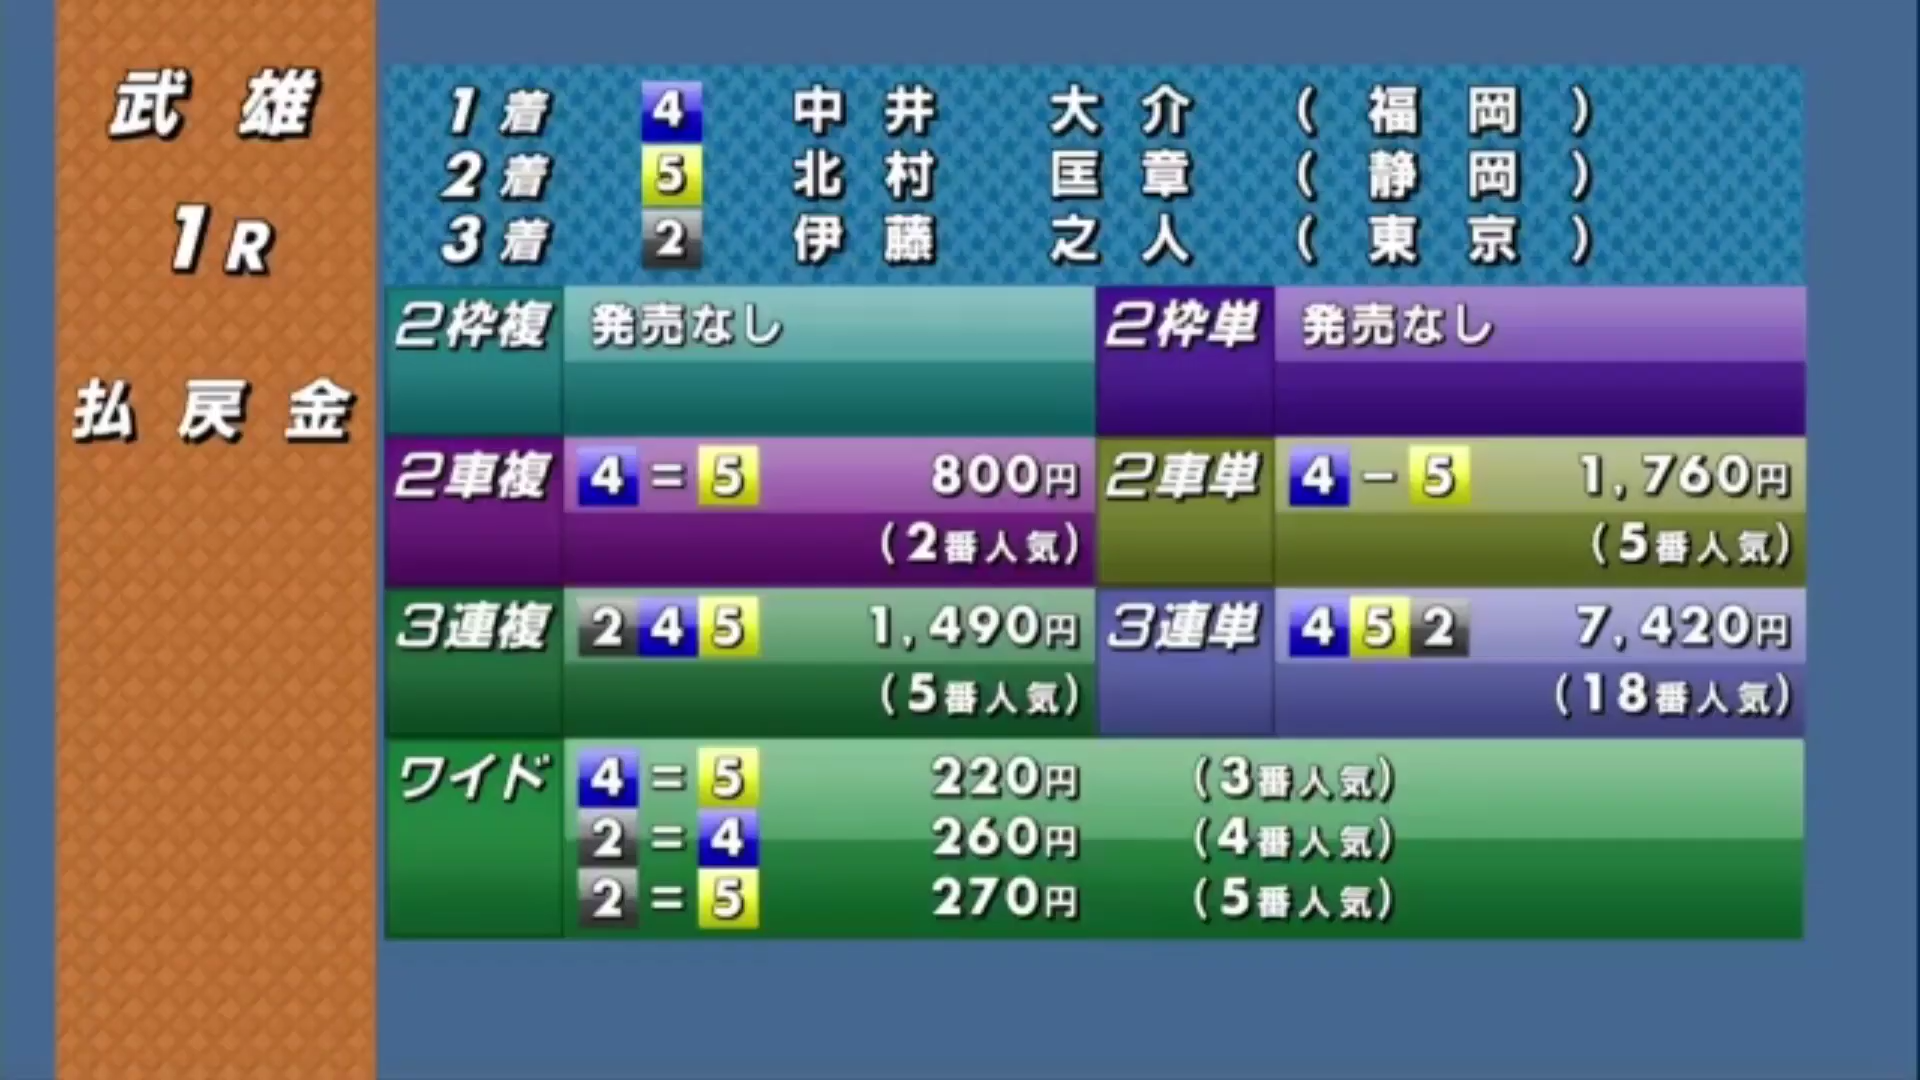 武雄
1R
払戻金
1着 4 中井 大介 (福岡)
2着 5 北村 匡章 (静岡)
3着 2 伊藤 之人 (東京)
2枠複 発売なし
2枠単 発売なし
2車複 4=5 800円
(2番人気)
2車単 4-5 1,760円
(5番人気)
3連複 2 4 5 1,490円
(5番人気)
3連単 4 5 2 7,420円
(18番人気)
ワイド 4=5 220円 (3番人気)
2=4 260円 (4番人気)
2=5 270円 (5番人気)